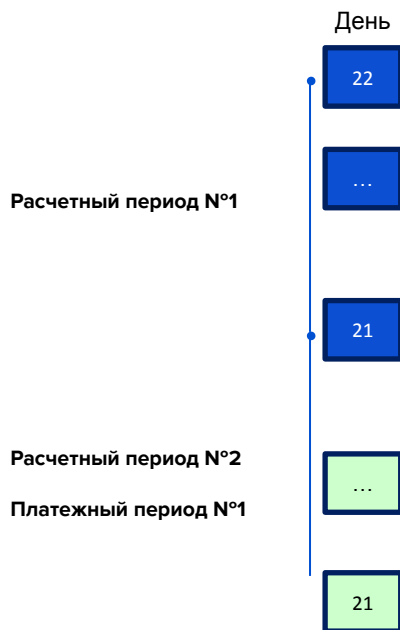 День
22
...
Расчетный период №1
21
Расчетный период №2
...
Платежный период №1
21